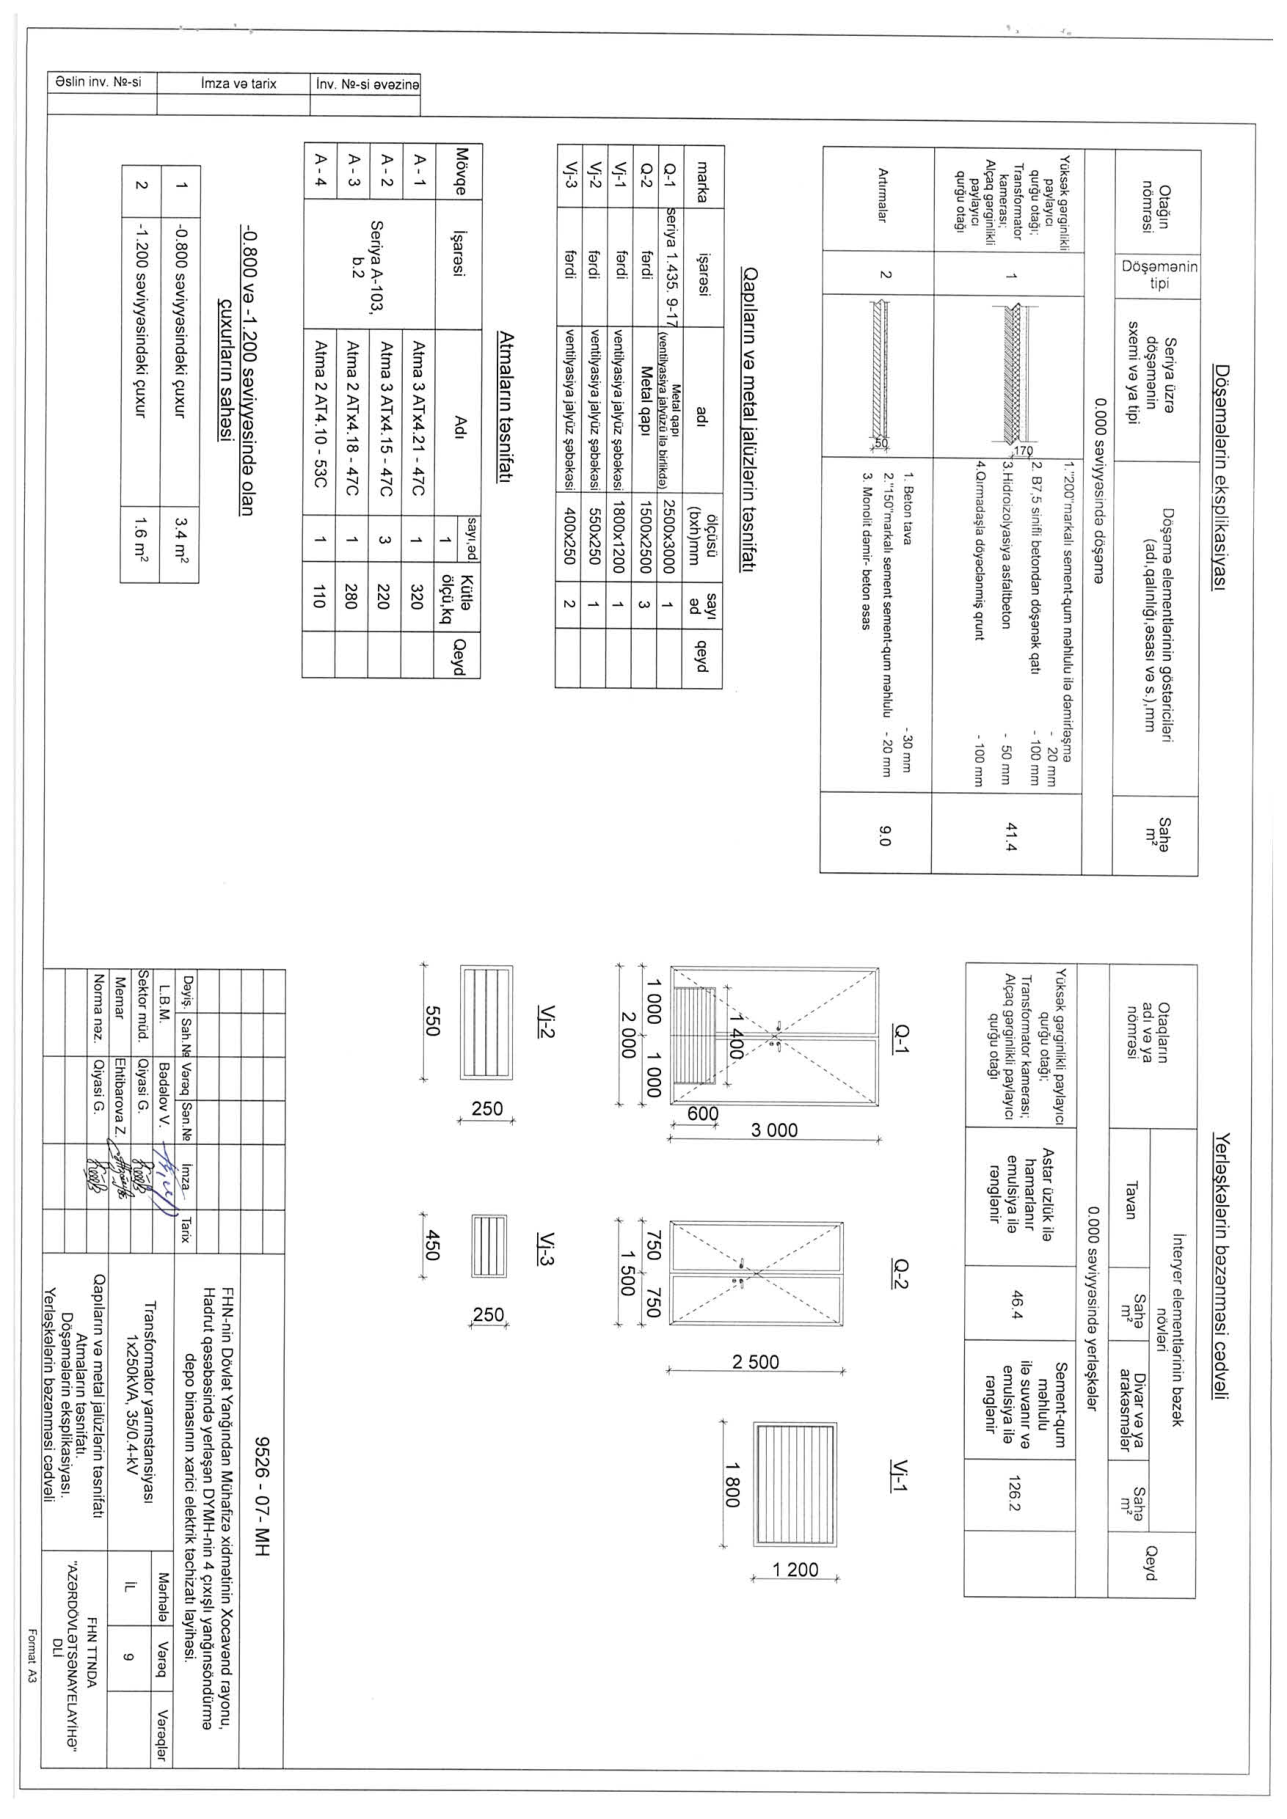 Döşəmələrin eksplikasiyası
Otağın nömrəsi
Döşəmənin tipi
Seriya üzrə döşəmənin sxemi və ya tipi
Döşəmə elementlərinin göstəriciləri (adı,qalınlığı,əsası və s.),mm
Sahə m²
0.000 səviyyəsində döşəmə
Yüksək gərginlikli paylayıcı qurğu otağı; Transformator kamerası; Alçaq gərginlikli paylayıcı qurğu otağı
1
170
1."200"markalı sement-qum məhlulu ilə dəmirləşmə - 20 mm
2. B7,5 sinifli betondan döşənək qatı - 100 mm
3.Hidroizolyasiya asfaltbeton - 50 mm
4.Qırmadaşla döyəclənmiş qrunt - 100 mm
41.4
Artırmalar
2
50
1. Beton tava - 30 mm
2."150"markalı sement sement-qum məhlulu - 20 mm
3. Monolit dəmir- beton əsas
9.0
Qapıların və metal jalüzlərin təsnifatı
marka işarəsi adı ölçüsü (bxh)mm sayı əd qeyd
Q-1 seriya 1.435. 9-17 Metal qapı (ventilyasiya jalyüzü ilə birlikdə) 2500x3000 1
Q-2 fərdi Metal qapı 1500x2500 3
Vj-1 fərdi ventilyasiya jalyüz şəbəkəsi 1800x1200 1
Vj-2 fərdi ventilyasiya jalyüz şəbəkəsi 550x250 1
Vj-3 fərdi ventilyasiya jalyüz şəbəkəsi 400x250 2
Atmaların təsnifatı
Mövqe İşarəsi Adı sayı,əd 1 Kütlə ölçü,kq Qeyd
Seriya A-103, b.2
A - 1 Atma 3 ATx4.21 - 47C 1 320
A - 2 Atma 3 ATx4.15 - 47C 3 220
A - 3 Atma 2 ATx4.18 - 47C 1 280
A - 4 Atma 2 AT4.10 - 53C 1 110
-0.800 və -1.200 səviyyəsində olan
çuxurların sahəsi
1 -0.800 səviyyəsindəki çuxur 3.4 m²
2 -1.200 səviyyəsindəki çuxur 1.6 m²
Əslin inv. №-si
İmza və tarix
İnv. №-si əvəzinə
Yerləşkələrin bəzənməsi cədvəli
Otaqların adı və ya nömrəsi
İnteryer elementlərinin bəzək növləri
Qeyd
Tavan
Sahə m²
Divar və ya arakəsmələr
Sahə m²
0.000 səviyyəsində yerləşkələr
Yüksək gərginlikli paylayıcı qurğu otağı; Transformator kamerası; Alçaq gərginlikli paylayıcı qurğu otağı
Astar üzlük ilə hamarlanır emulsiya ilə rənglənir
46.4
Sement-qum məhlulu ilə suvanır və emulsiya ilə rənglənir
126.2
Q-1
1 400
600
3 000
1 000
1 000
2 000
Q-2
750
750
1 500
2 500
Vj-1
1 800
1 200
Vj-2
550
250
Vj-3
450
250
9526 - 07- MH
FHN-nin Dövlət Yanğından Mühafizə xidmətinin Xocavənd rayonu,
Hadrut qəsəbəsində yerləşən DYMH-nin 4 çıxışlı yanğınsöndürmə
depo binasının xarici elektrik təchizatı layihəsi.
Dəyiş. Sah.№ Vərəq Sən.№ İmza Tarix
L.B.M. Bədəlov V.
Sektor müd. Qiyasi G.
Memar Ehtibarova Z.
Norma nəz. Qiyasi G.
Transformator yarımstansiyası
1x250kVA, 35/0.4-kV
Mərhələ Vərəq Vərəqlər
İL 9
Qapıların və metal jalüzlərin təsnifatı
Atmaların təsnifatı.
Döşəmələrin eksplikasiyası.
Yerləşkələrin bəzənməsi cədvəli
FHN TTNDA
"AZƏRDÖVLƏTSƏNAYELAYİHƏ"
DLİ
Format A3